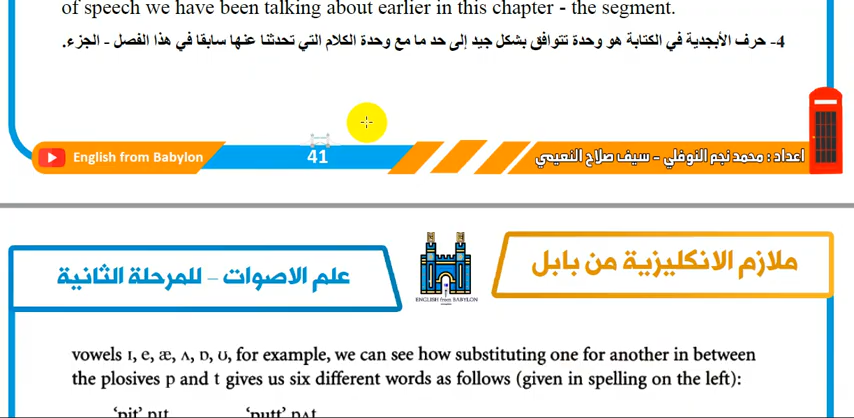 of speech we have been talking about earlier in this chapter - the segment.
4- حرف الأبجدية في الكتابة هو وحدة تتوافق بشكل جيد إلى حد ما مع وحدة الكلام التي تحدثنا عنها سابقا في هذا الفصل - الجزء.
English from Babylon
41
اعداد : محمد نجم النوفلي - سيف صلاح النعيمي
علم الاصوات - للمرحلة الثانية
ENGLISH from BABYLON
ملازم الانكليزية من بابل
vowels ɪ, e, æ, ʌ, ɒ, ʊ, for example, we can see how substituting one for another in between
the plosives p and t gives us six different words as follows (given in spelling on the left):
'pit' pɪt 'putt' pʌt